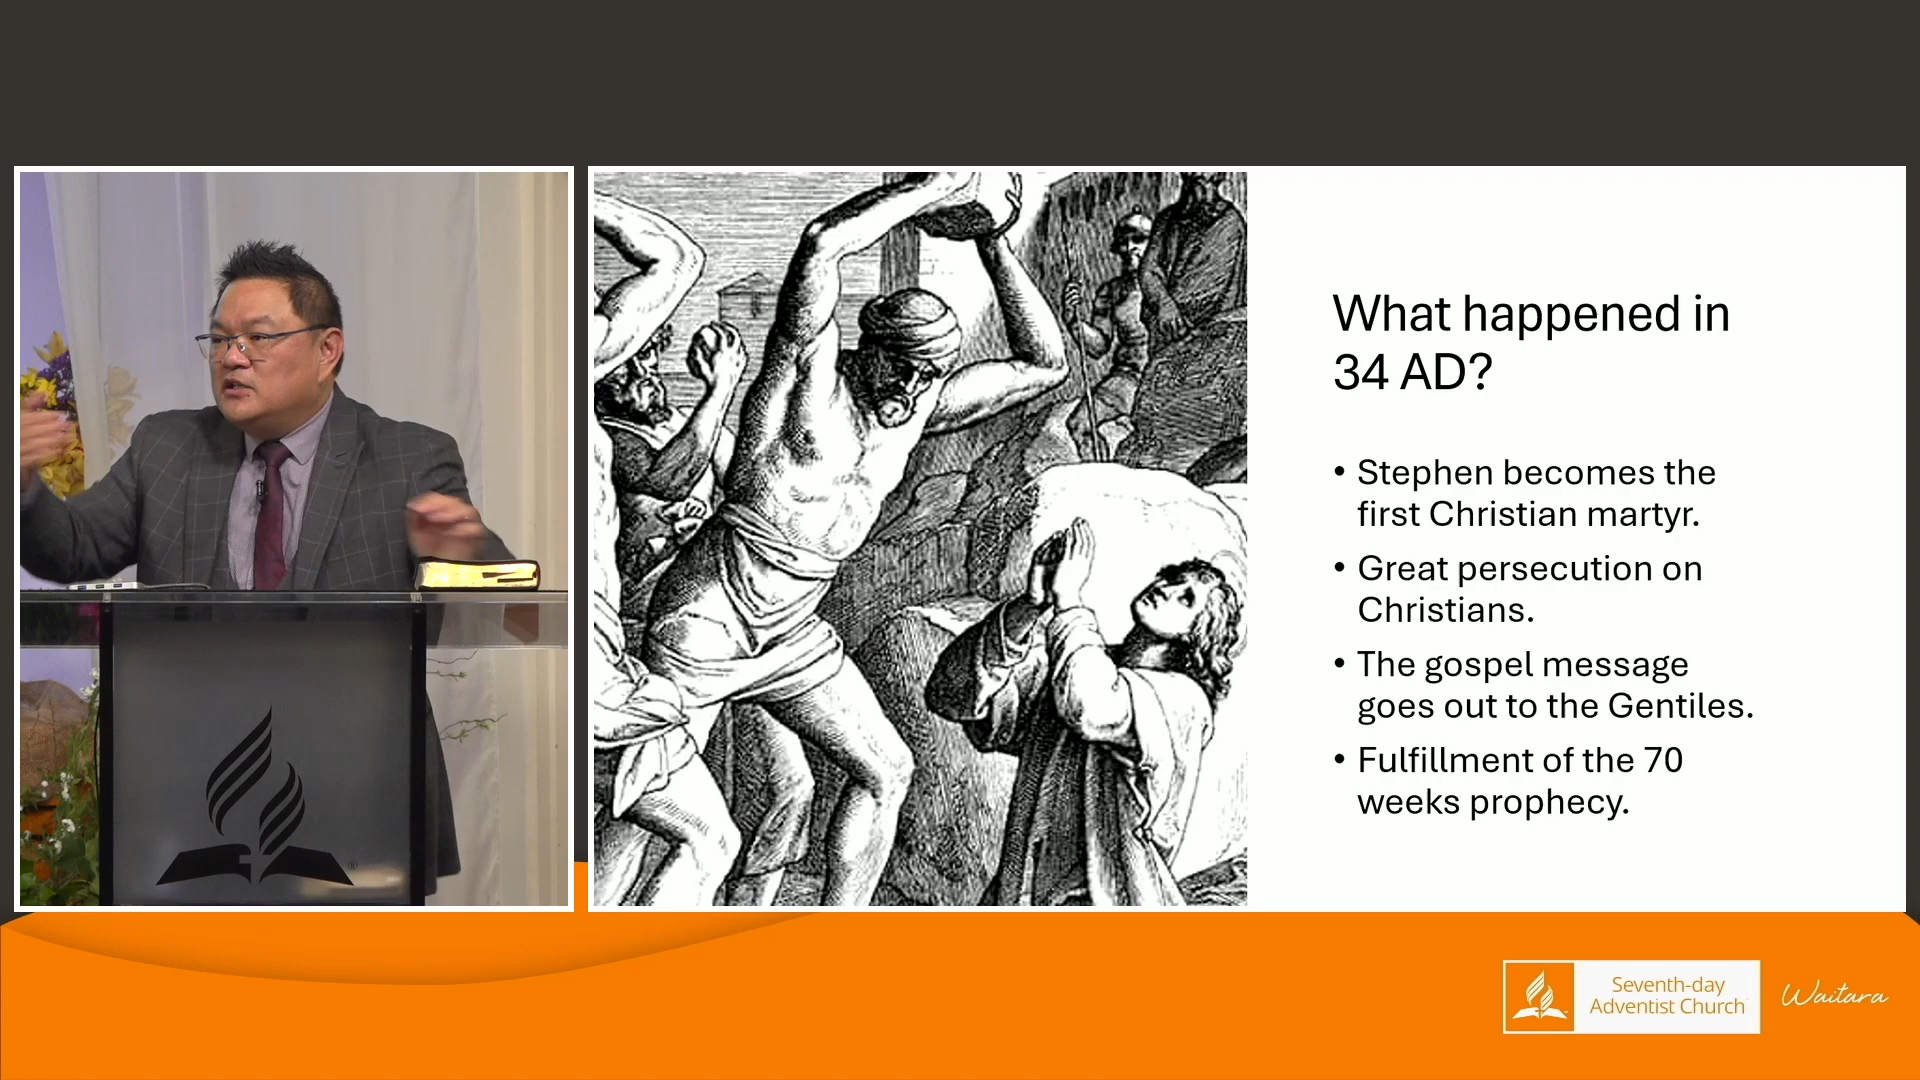 What happened in
34 AD?
• Stephen becomes the
first Christian martyr.
• Great persecution on
Christians.
• The gospel message
goes out to the Gentiles.
• Fulfillment of the 70
weeks prophecy.
Seventh-day
Adventist Church
Waitara
®